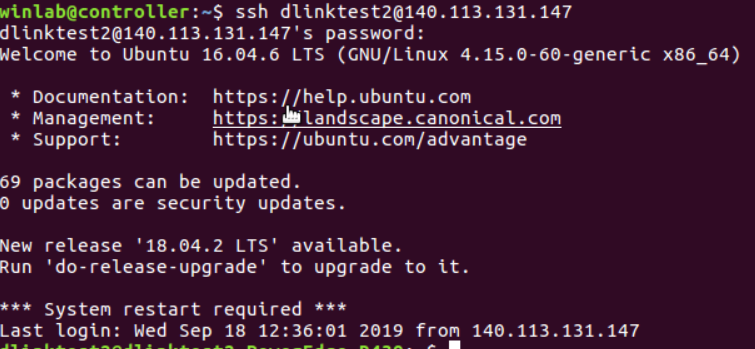 winlab@controller:~$ ssh dlinktest2@140.113.131.147
dlinktest2@140.113.131.147's password:
Welcome to Ubuntu 16.04.6 LTS (GNU/Linux 4.15.0-60-generic x86_64)
* Documentation: https://help.ubuntu.com
* Management: https://landscape.canonical.com
* Support: https://ubuntu.com/advantage
69 packages can be updated.
0 updates are security updates.
New release '18.04.2 LTS' available.
Run 'do-release-upgrade' to upgrade to it.
*** System restart required ***
Last login: Wed Sep 18 12:36:01 2019 from 140.113.131.147
dlinktest2@dlinktest2-PowerEdge-R430:~$